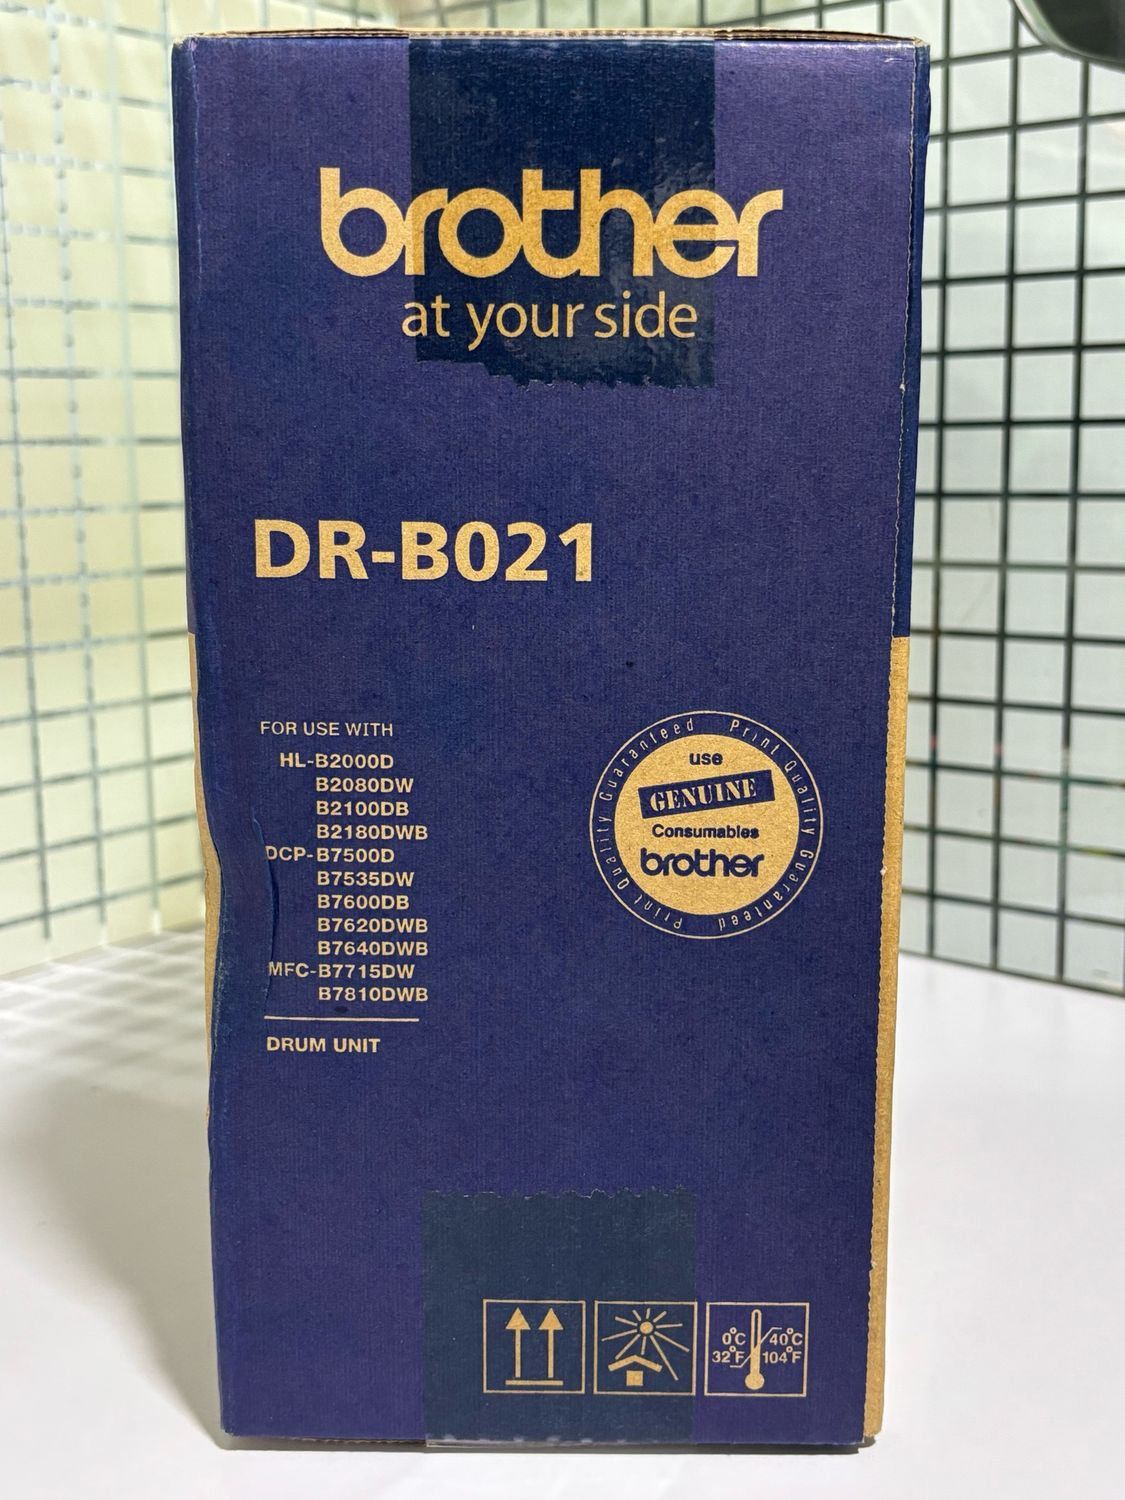 brother
at your side
DR-B021
FOR USE WITH
HL-B2000D
B2080DW
B2100DB
B2180DWB
DCP-B7500D
B7535DW
B7600DB
B7620DWB
B7640DWB
MFC-B7715DW
B7810DWB
DRUM UNIT
Print Quality Guaranteed Print Quality Guaranteed
use
GENUINE
Consumables
brother
0°C 40°C
32°F 104°F